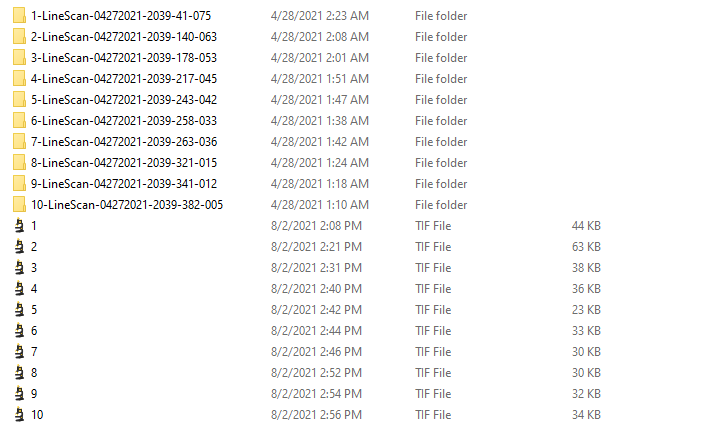 1-LineScan-04272021-2039-41-075 4/28/2021 2:23 AM File folder
2-LineScan-04272021-2039-140-063 4/28/2021 2:08 AM File folder
3-LineScan-04272021-2039-178-053 4/28/2021 2:01 AM File folder
4-LineScan-04272021-2039-217-045 4/28/2021 1:51 AM File folder
5-LineScan-04272021-2039-243-042 4/28/2021 1:47 AM File folder
6-LineScan-04272021-2039-258-033 4/28/2021 1:38 AM File folder
7-LineScan-04272021-2039-263-036 4/28/2021 1:42 AM File folder
8-LineScan-04272021-2039-321-015 4/28/2021 1:24 AM File folder
9-LineScan-04272021-2039-341-012 4/28/2021 1:18 AM File folder
10-LineScan-04272021-2039-382-005 4/28/2021 1:10 AM File folder
1 8/2/2021 2:08 PM TIF File 44 KB
2 8/2/2021 2:21 PM TIF File 63 KB
3 8/2/2021 2:31 PM TIF File 38 KB
4 8/2/2021 2:40 PM TIF File 36 KB
5 8/2/2021 2:42 PM TIF File 23 KB
6 8/2/2021 2:44 PM TIF File 33 KB
7 8/2/2021 2:46 PM TIF File 30 KB
8 8/2/2021 2:52 PM TIF File 30 KB
9 8/2/2021 2:54 PM TIF File 32 KB
10 8/2/2021 2:56 PM TIF File 34 KB